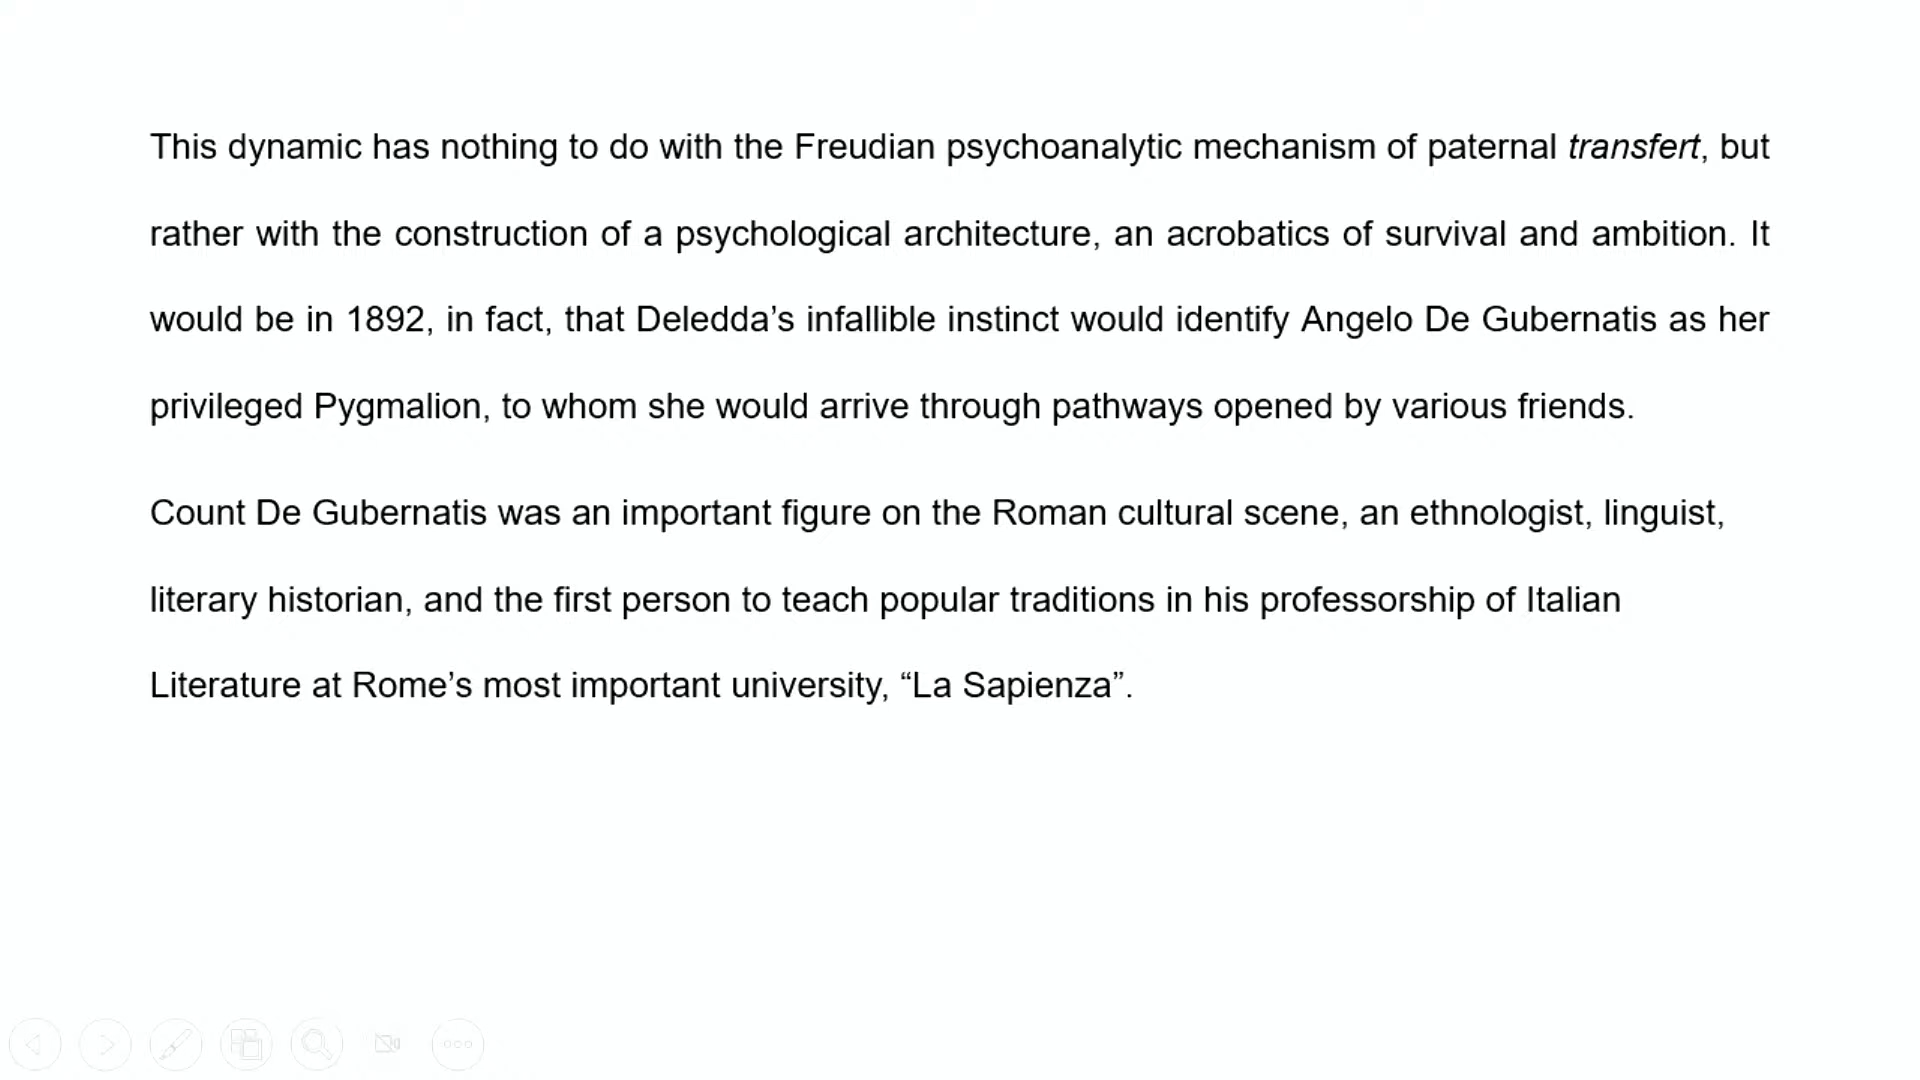 This dynamic has nothing to do with the Freudian psychoanalytic mechanism of paternal transfert, but
rather with the construction of a psychological architecture, an acrobatics of survival and ambition. It
would be in 1892, in fact, that Deledda’s infallible instinct would identify Angelo De Gubernatis as her
privileged Pygmalion, to whom she would arrive through pathways opened by various friends.
Count De Gubernatis was an important figure on the Roman cultural scene, an ethnologist, linguist,
literary historian, and the first person to teach popular traditions in his professorship of Italian
Literature at Rome’s most important university, “La Sapienza”.